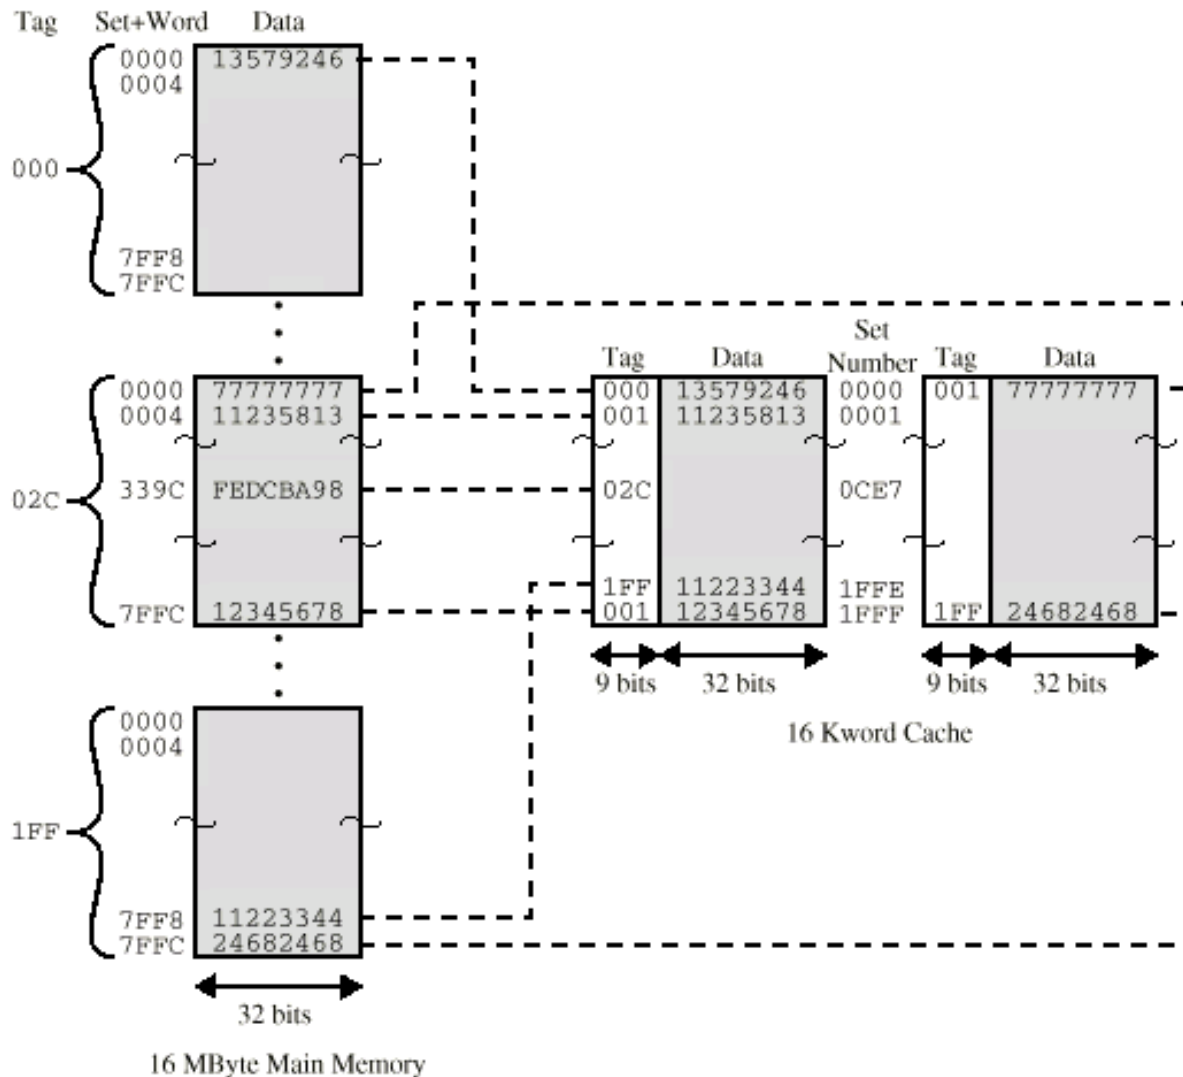 Tag Set+Word Data
0000 13579246
0004
000
7FF8
7FFC
Set
Tag Data Number Tag Data
0000 77777777 000 13579246 0000 001 77777777
0004 11235813 001 11235813 0001
02C 339C FEDCBA98 02C 0CE7
1FF 11223344 1FFE
7FFC 12345678 001 12345678 1FFF 1FF 24682468
9 bits 32 bits 9 bits 32 bits
16 Kword Cache
0000
0004
1FF
7FF8 11223344
7FFC 24682468
32 bits
16 MByte Main Memory